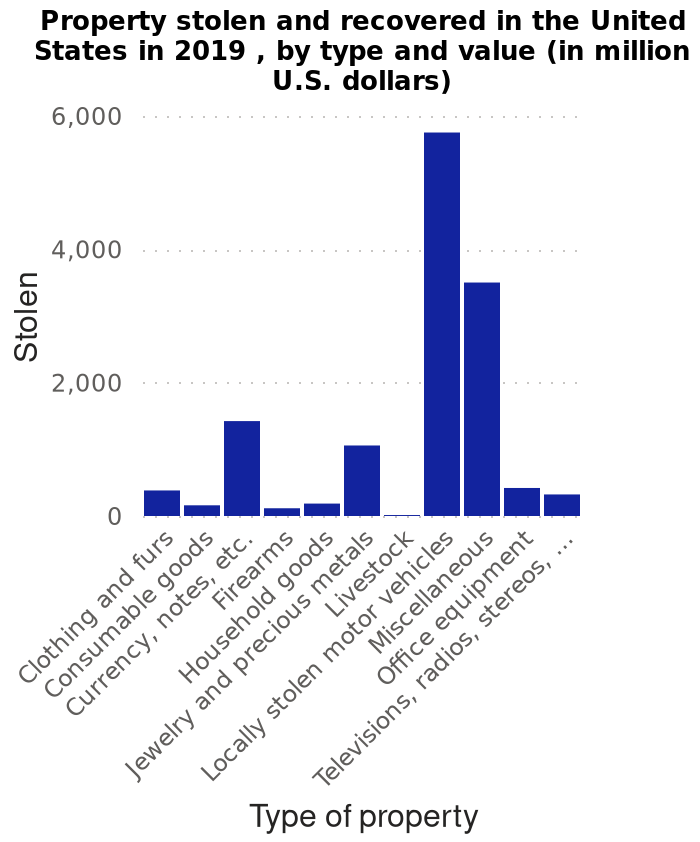 Property stolen and recovered in the United
States in 2019 , by type and value (in million
U.S. dollars)
6,000
4,000
2,000
0
Stolen
Clothing and furs
Consumable goods
Currency, notes, etc.
Firearms
Household goods
Jewelry and precious metals
Livestock
Locally stolen motor vehicles
Miscellaneous
Office equipment
Televisions, radios, stereos, ...
Type of property